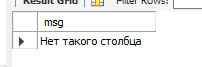 Result Grid Filter Rows:
msg
Нет такого столбца